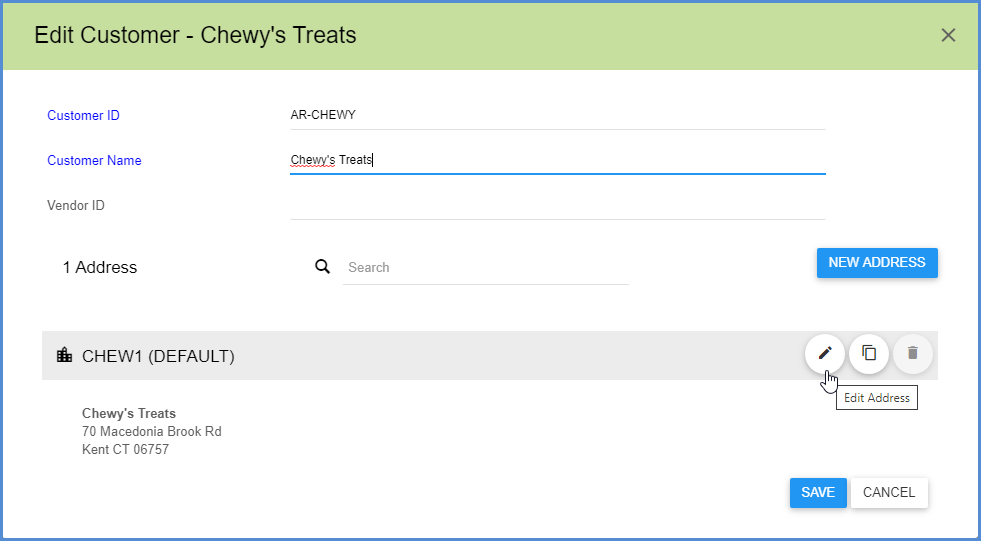 Edit Customer - Chewy's Treats
Customer ID AR-CHEWY
Customer Name Chewy's Treats
Vendor ID
1 Address Search NEW ADDRESS
CHEW1 (DEFAULT)
Edit Address
Chewy's Treats
70 Macedonia Brook Rd
Kent CT 06757
SAVE CANCEL